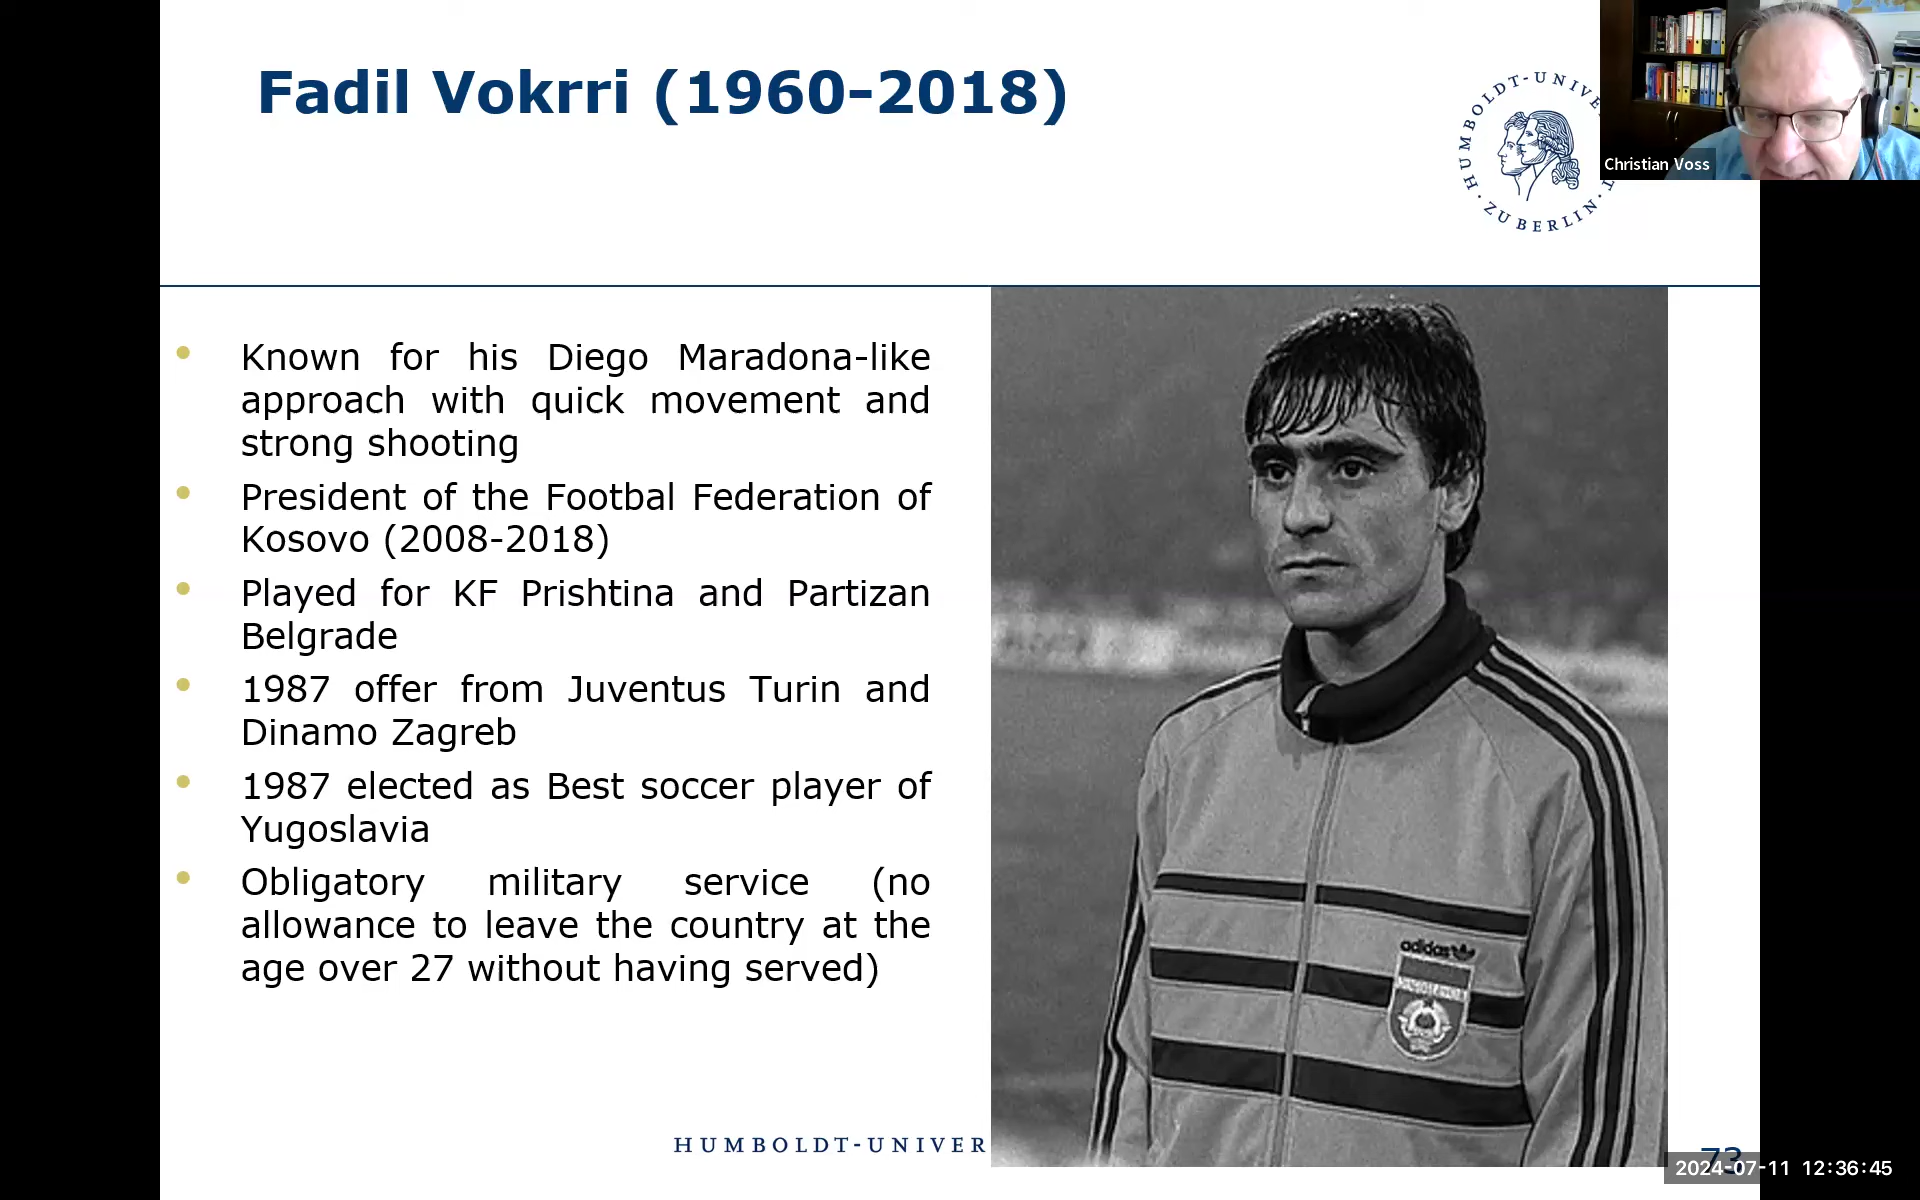 Fadil Vokrri (1960-2018)
HUMBOLDT-UNIVE
ZU BERLIN
Christian Voss
Known for his Diego Maradona-like
approach with quick movement and
strong shooting
President of the Footbal Federation of
Kosovo (2008-2018)
Played for KF Prishtina and Partizan
Belgrade
1987 offer from Juventus Turin and
Dinamo Zagreb
1987 elected as Best soccer player of
Yugoslavia
Obligatory military service (no
allowance to leave the country at the
age over 27 without having served)
adidas
HUMBOLDT-UNIVER
73
2024-07-11 12:36:45